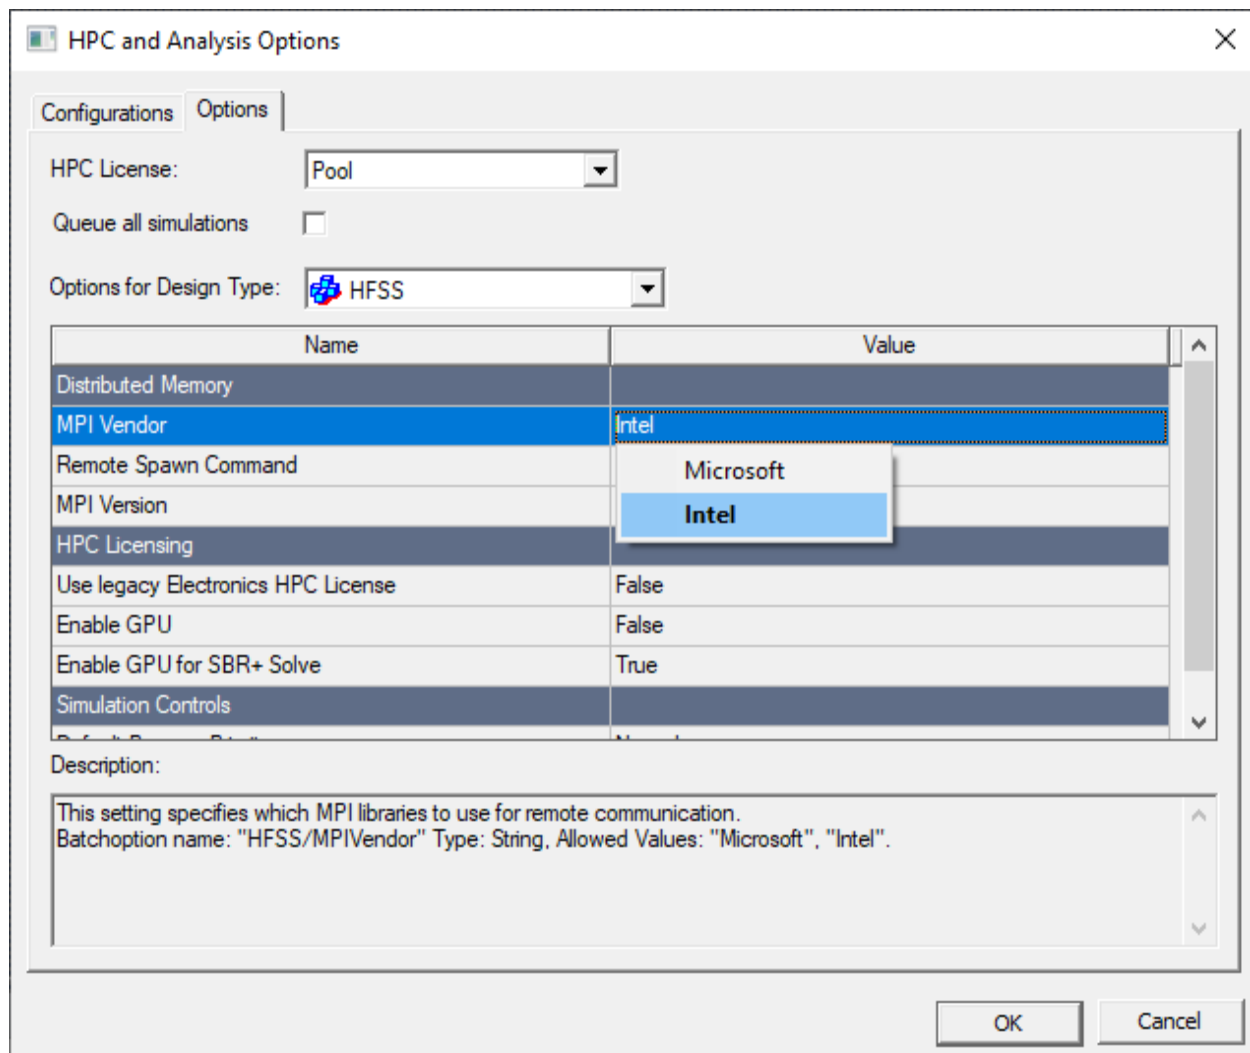 HPC and Analysis Options
Configurations
Options
HPC License:
Pool
Queue all simulations
Options for Design Type:
HFSS
Name Value
Distributed Memory
MPI Vendor Intel
Remote Spawn Command
Microsoft
MPI Version
Intel
HPC Licensing
Use legacy Electronics HPC License False
Enable GPU False
Enable GPU for SBR+ Solve True
Simulation Controls
Description:
This setting specifies which MPI libraries to use for remote communication.
Batchoption name: "HFSS/MPIVendor" Type: String, Allowed Values: "Microsoft", "Intel".
OK Cancel